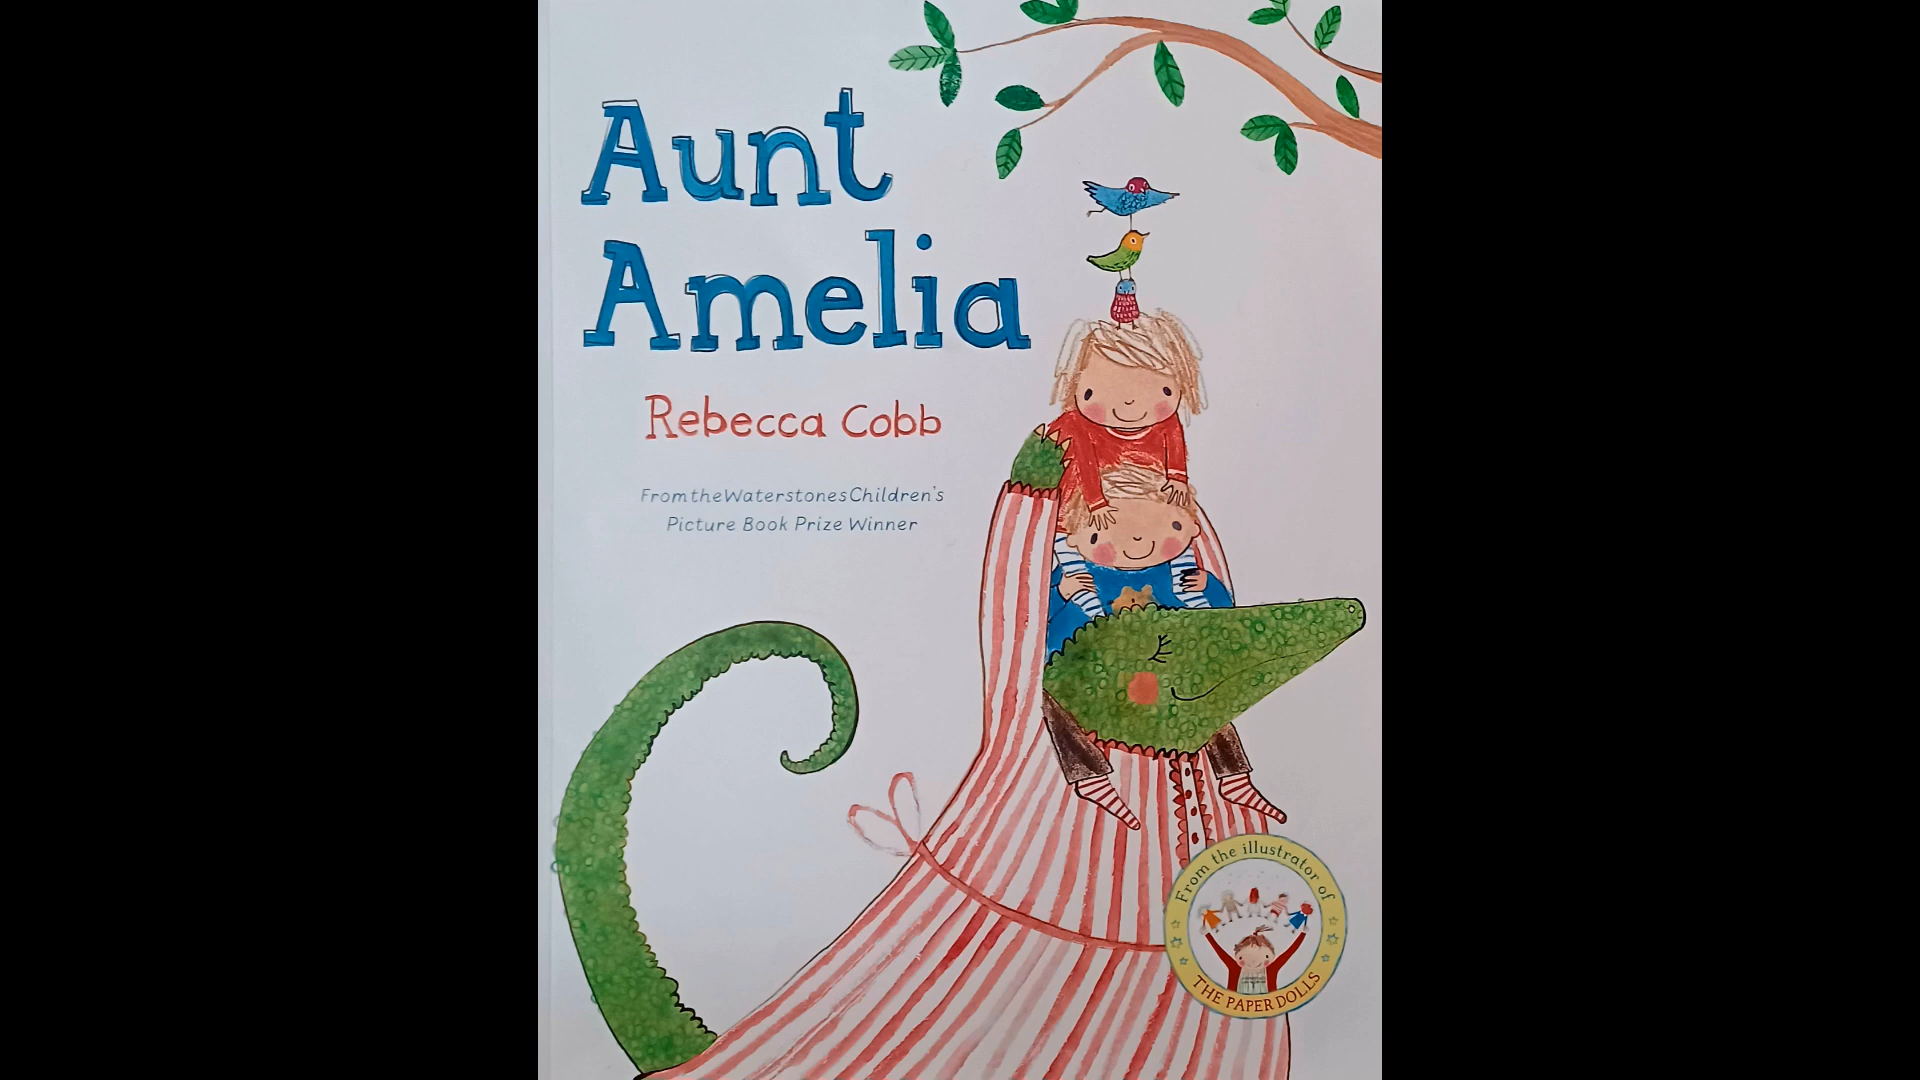 Aunt
Amelia
Rebecca Cobb
From the Waterstones Children's
Picture Book Prize Winner
From the illustrator of
THE PAPER DOLLS